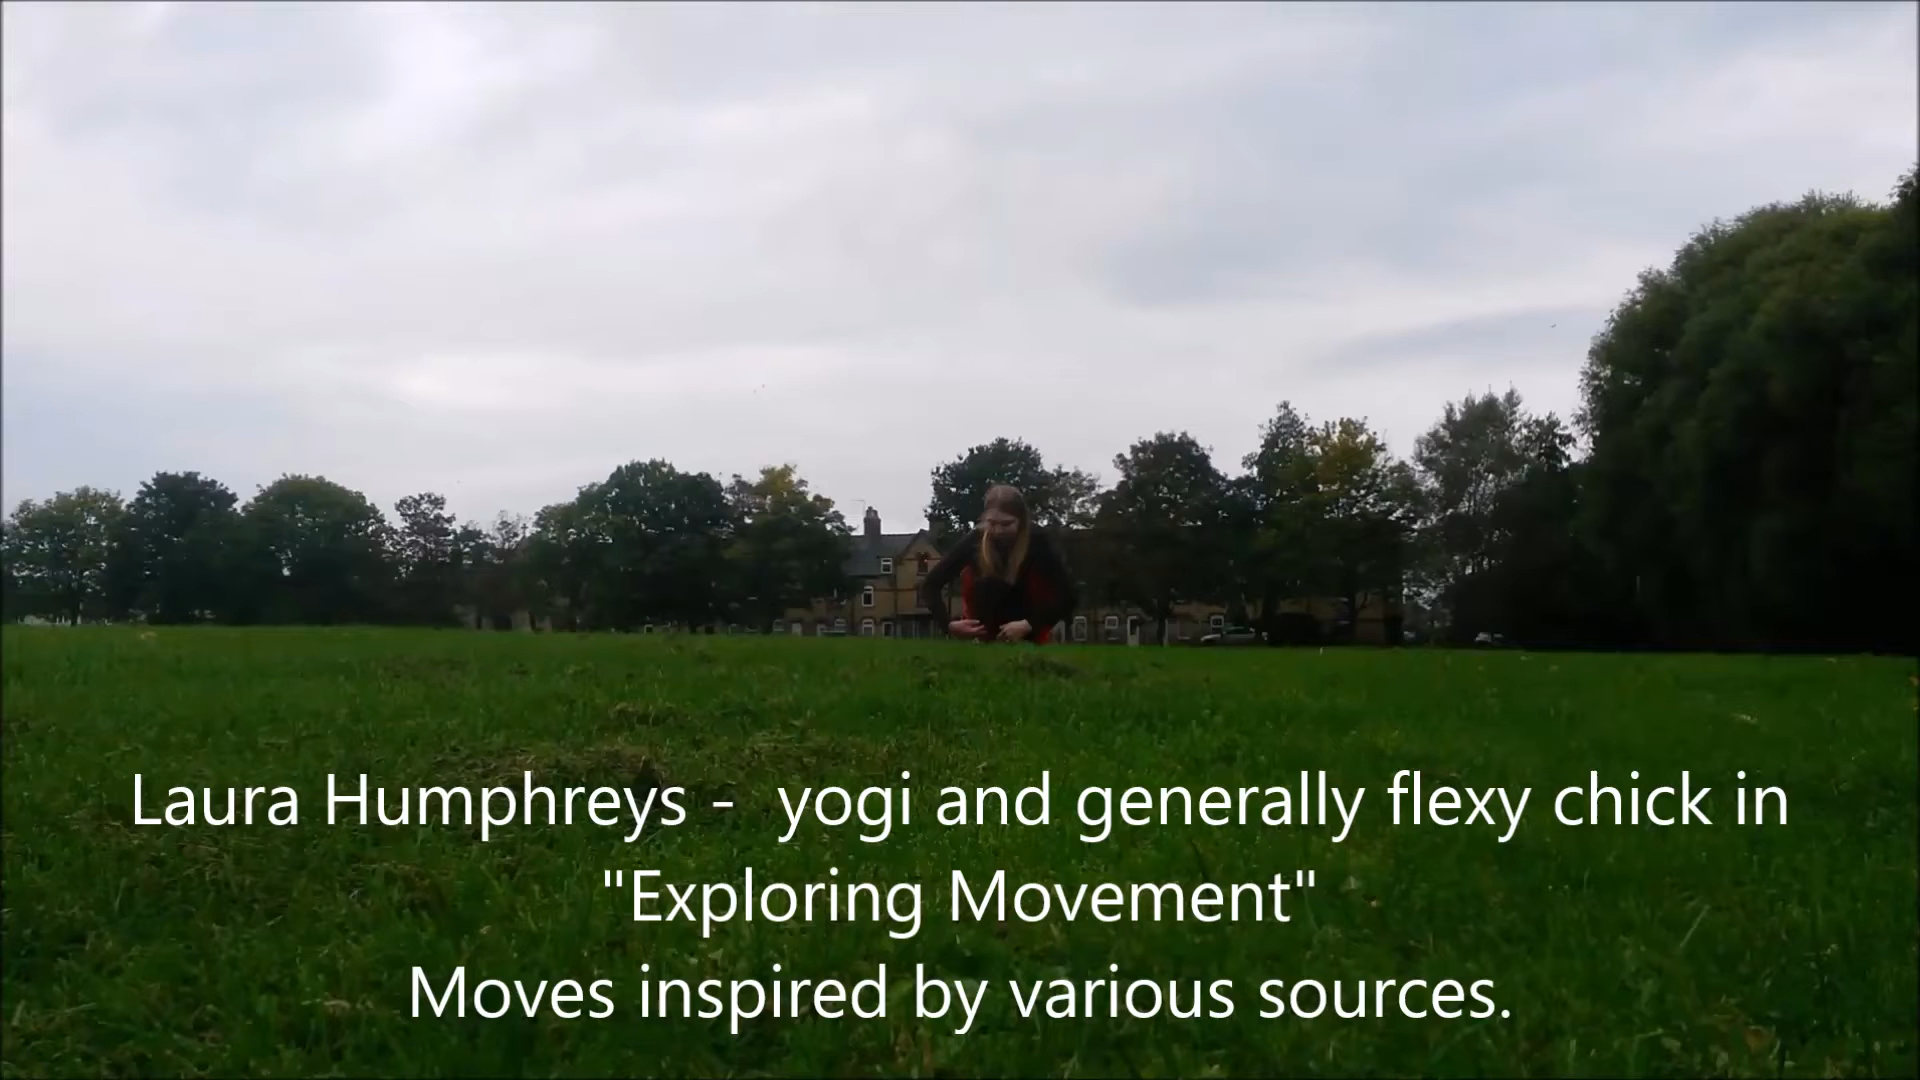 Laura Humphreys -  yogi and generally flexy chick in
"Exploring Movement"
Moves inspired by various sources.